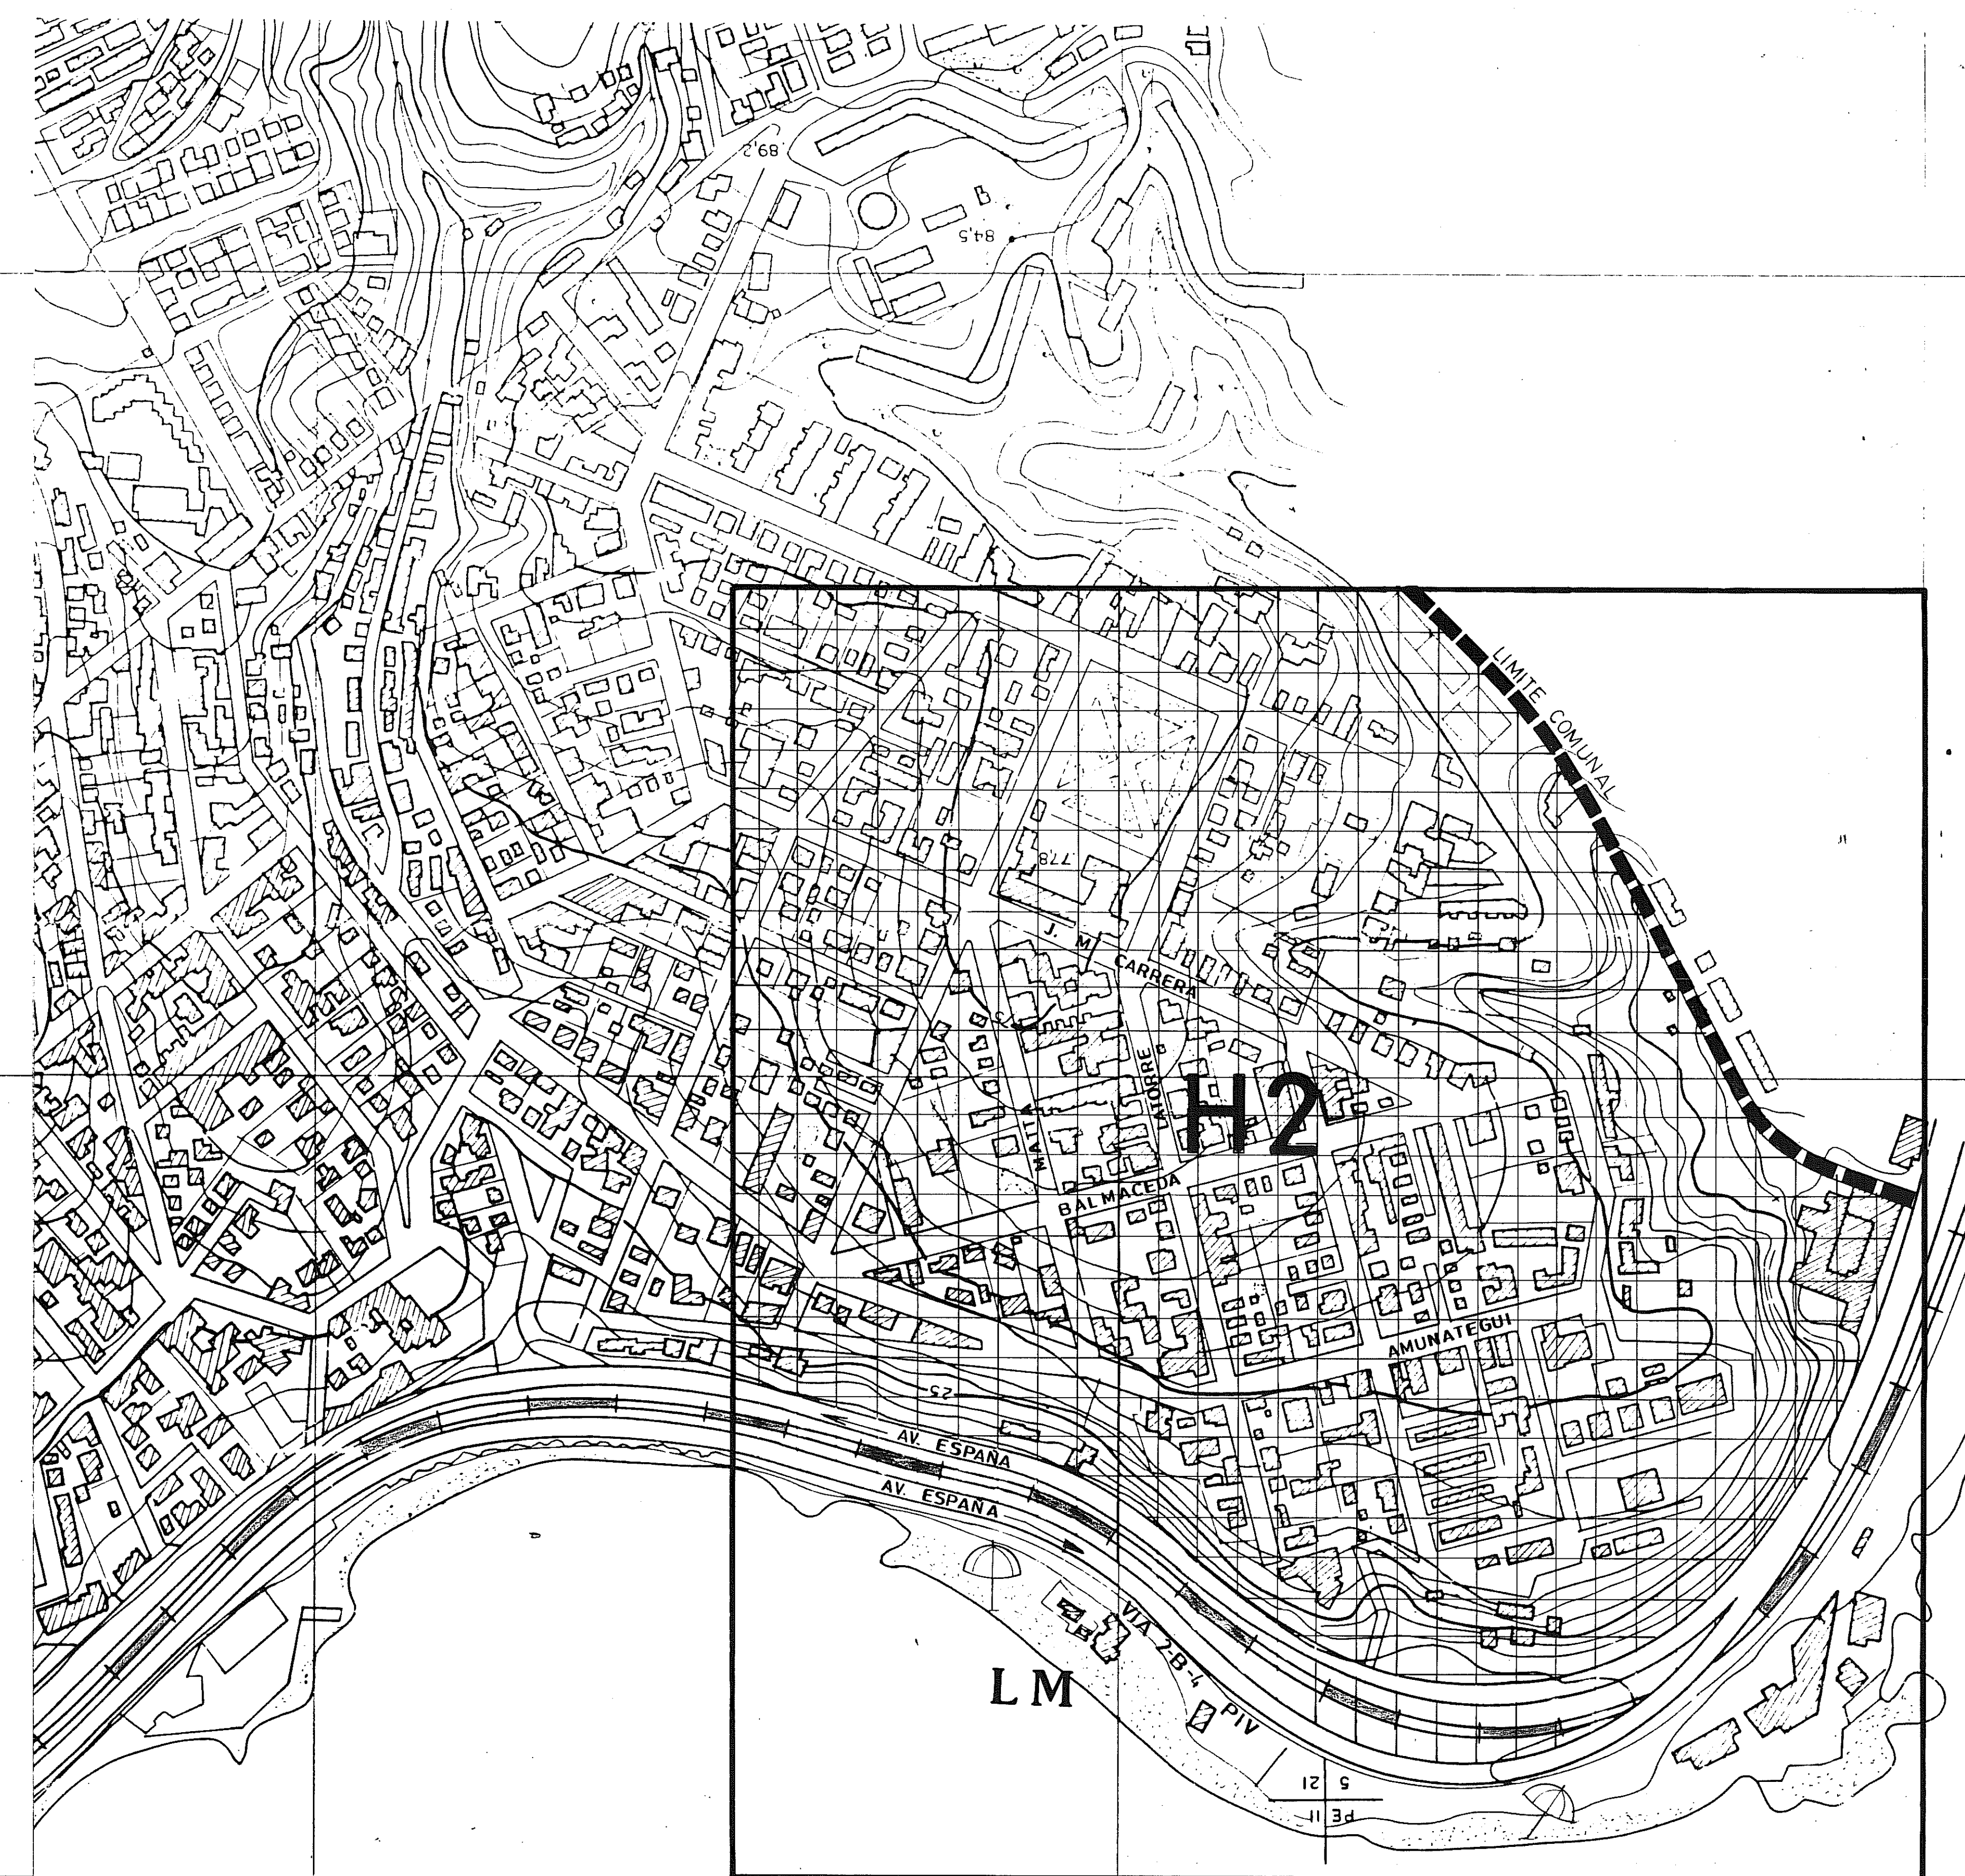 89,2
84,5
LIMITE COMUNAL
77,8
J. M. CARRERA
MATTA
LATORRE
H2
BALMACEDA
AMUNATEGUI
25
AV. ESPAÑA
AV. ESPAÑA
VIA 2-B-4 PIV
LM
5 21
PE 11